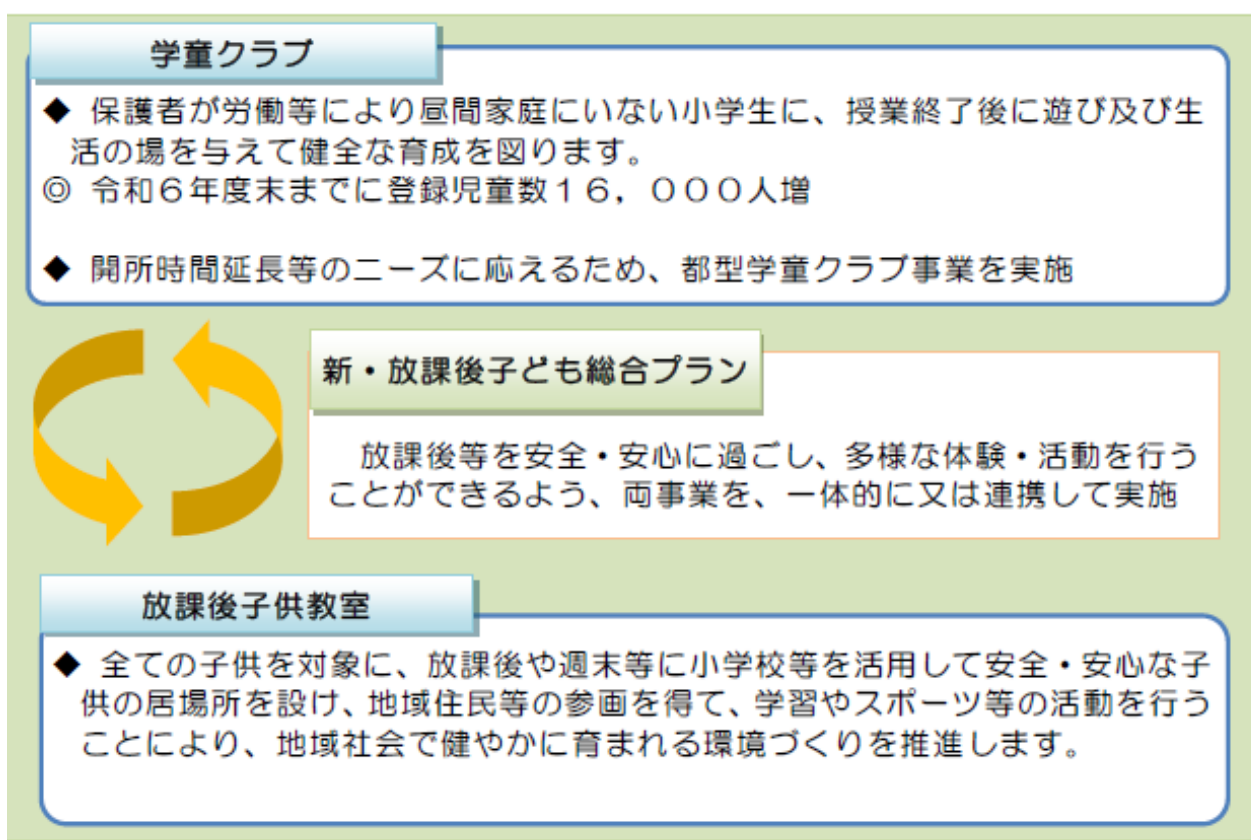 学童クラブ
◆ 保護者が労働等により昼間家庭にいない小学生に、授業終了後に遊び及び生
活の場を与えて健全な育成を図ります。
◎ 令和６年度末までに登録児童数１６，０００人増
◆ 開所時間延長等のニーズに応えるため、都型学童クラブ事業を実施
新・放課後子ども総合プラン
放課後等を安全・安心に過ごし、多様な体験・活動を行う
ことができるよう、両事業を、一体的に又は連携して実施
放課後子供教室
◆ 全ての子供を対象に、放課後や週末等に小学校等を活用して安全・安心な子
供の居場所を設け、地域住民等の参画を得て、学習やスポーツ等の活動を行う
ことにより、地域社会で健やかに育まれる環境づくりを推進します。